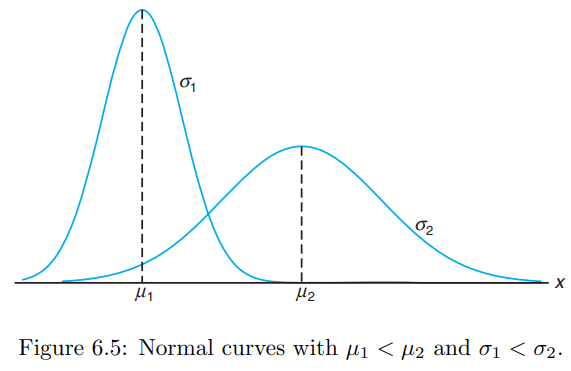 σ₁
σ₂
x
μ₁
μ₂
Figure 6.5: Normal curves with μ₁ < μ₂ and σ₁ < σ₂.